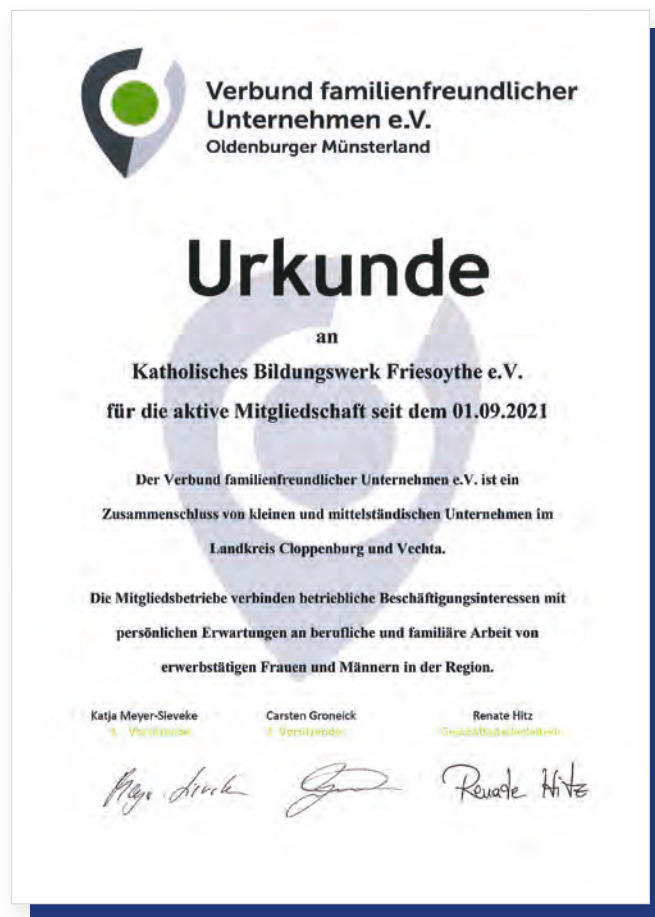 Verbund familienfreundlicher
Unternehmen e.V.
Oldenburger Münsterland
Urkunde
an
Katholisches Bildungswerk Friesoythe e.V.
für die aktive Mitgliedschaft seit dem 01.09.2021
Der Verbund familienfreundlicher Unternehmen e.V. ist ein
Zusammenschluss von kleinen und mittelständischen Unternehmen im
Landkreis Cloppenburg und Vechta.
Die Mitgliedsbetriebe verbinden betriebliche Beschäftigungsinteressen mit
persönlichen Erwartungen an berufliche und familiäre Arbeit von
erwerbstätigen Frauen und Männern in der Region.
Katja Meyer-Sieveke Carsten Groneick Renate Hitz
Vorsitzende Vorsitzender Geschäftsstellenleiterin
Renate Hitz